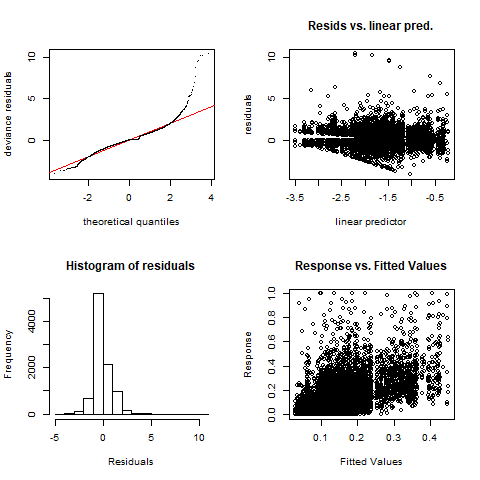 deviance residuals
10
5
0
-2
0
2
4
theoretical quantiles
Resids vs. linear pred.
residuals
10
5
0
-3.5
-2.5
-1.5
-0.5
linear predictor
Histogram of residuals
Frequency
4000
2000
0
-5
0
5
10
Residuals
Response vs. Fitted Values
Response
1.0
0.8
0.6
0.4
0.2
0.0
0.1
0.2
0.3
0.4
Fitted Values